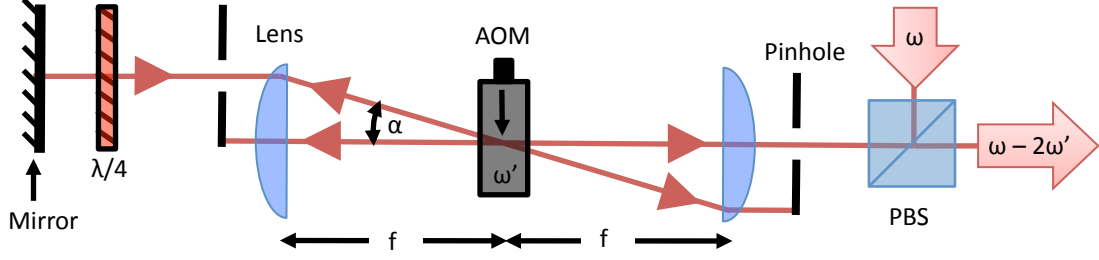 Lens
AOM
Pinhole
ω
α
ω'
ω – 2ω'
λ/4
Mirror
PBS
f
f